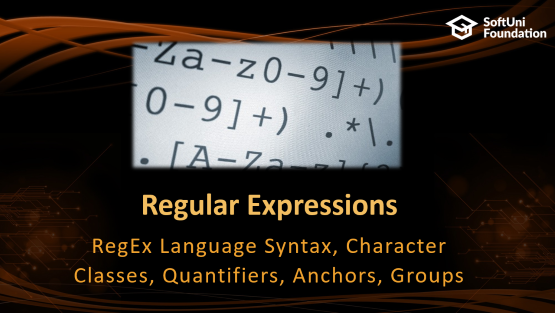 SoftUni
Foundation
-Za-z0-9]+)
0-9]+) .*|.
. [A-Za-z]
Regular Expressions
RegEx Language Syntax, Character
Classes, Quantifiers, Anchors, Groups